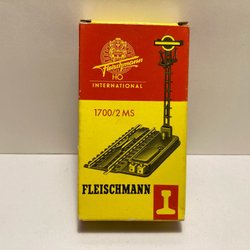 Fleischmann
HO
INTERNATIONAL
1700/2 MS
FLEISCHMANN